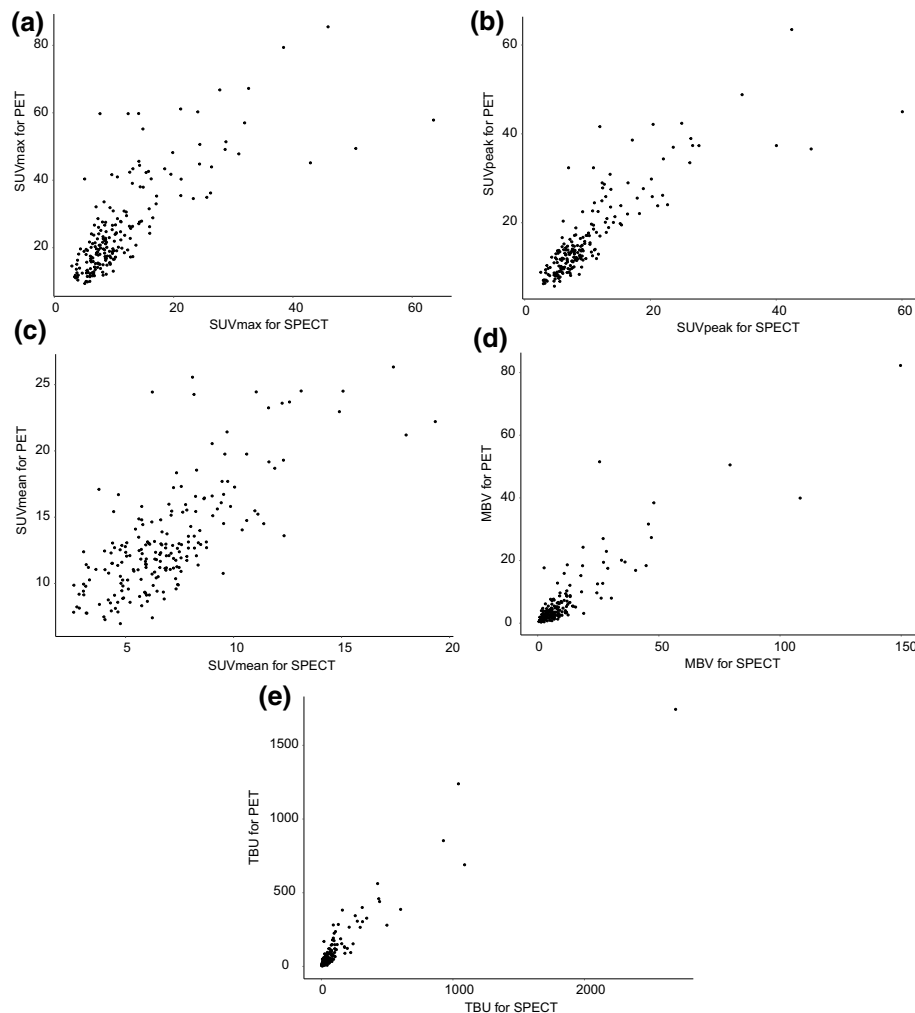 (a)
80
60
40
20
SUVmax for PET
0 20 40 60
SUVmax for SPECT
(b)
60
40
20
SUVpeak for PET
0 20 40 60
SUVpeak for SPECT
(c)
25
20
15
10
SUVmean for PET
5 10 15 20
SUVmean for SPECT
(d)
80
60
40
20
0
MBV for PET
0 50 100 150
MBV for SPECT
(e)
1500
1000
500
0
TBU for PET
0 1000 2000
TBU for SPECT